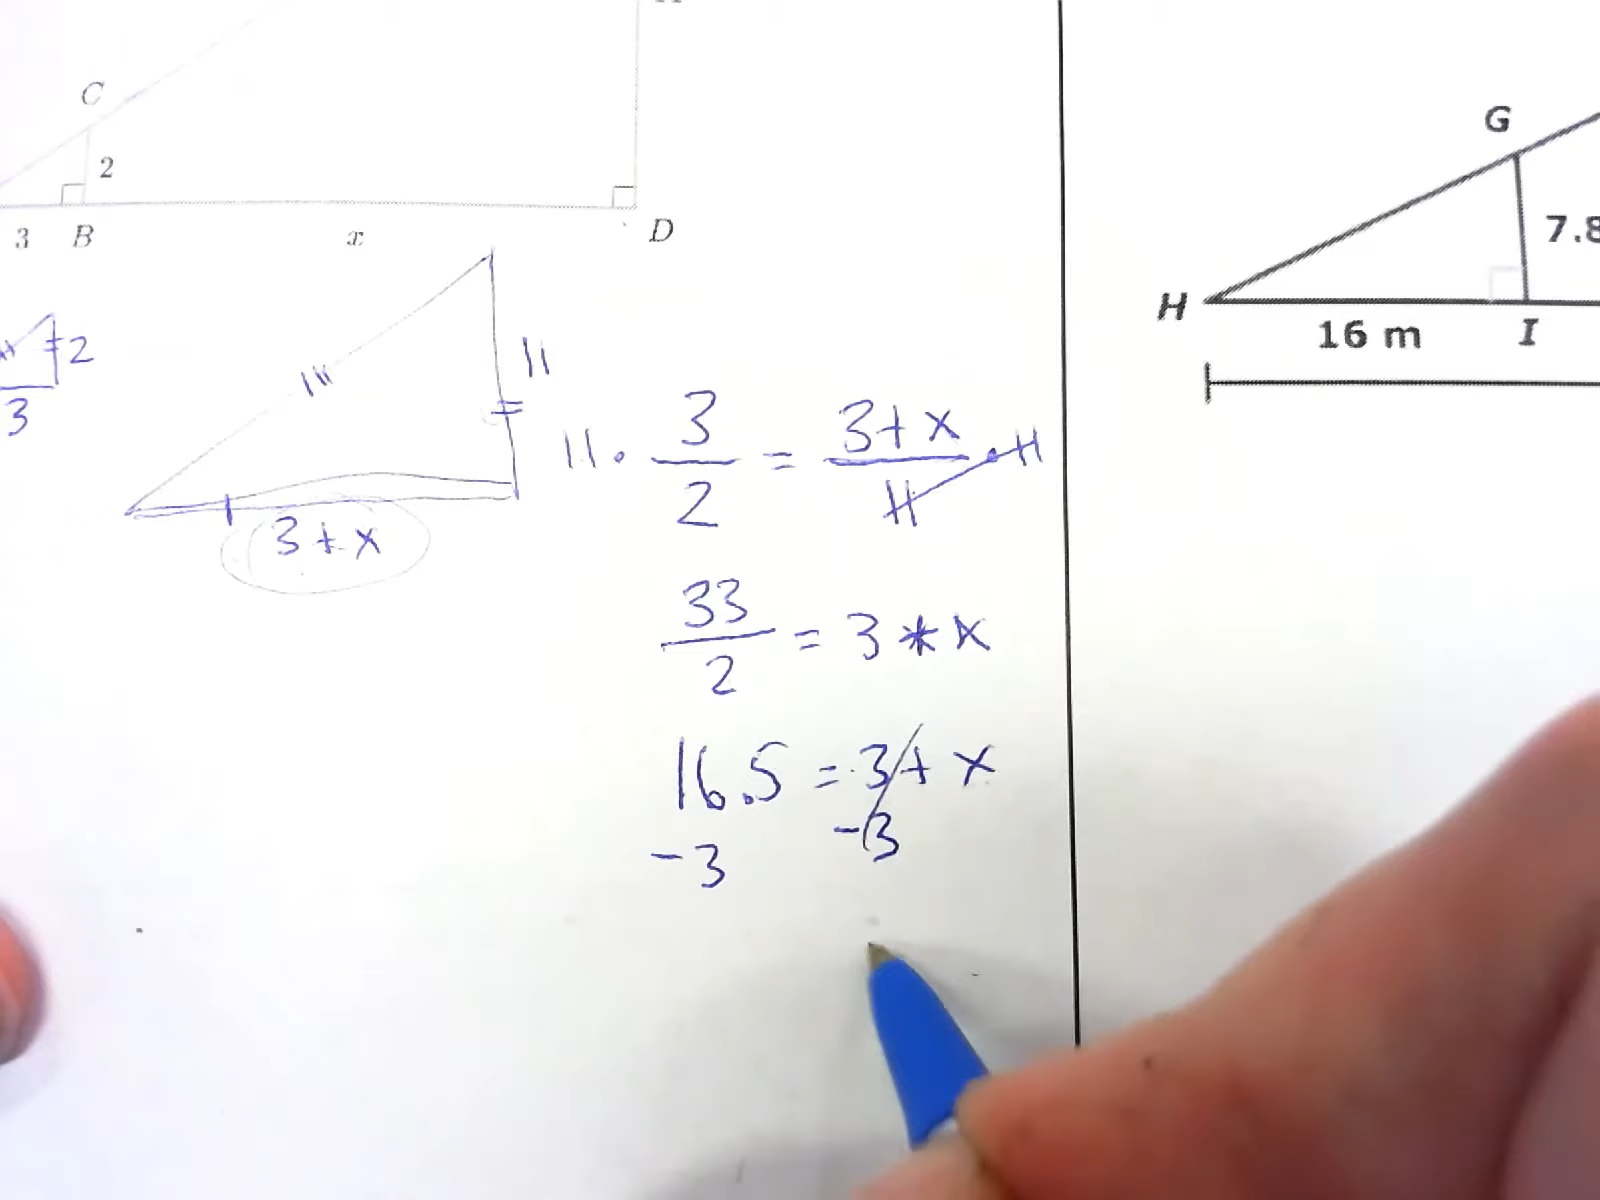 C
2
3 B x D
G
7.8
H
16 m I
2
3
11
3 + x
11 · 3/2 = 3 + x/11 · 11
33/2 = 3 * x
16.5 = 3 + x
-3 -3